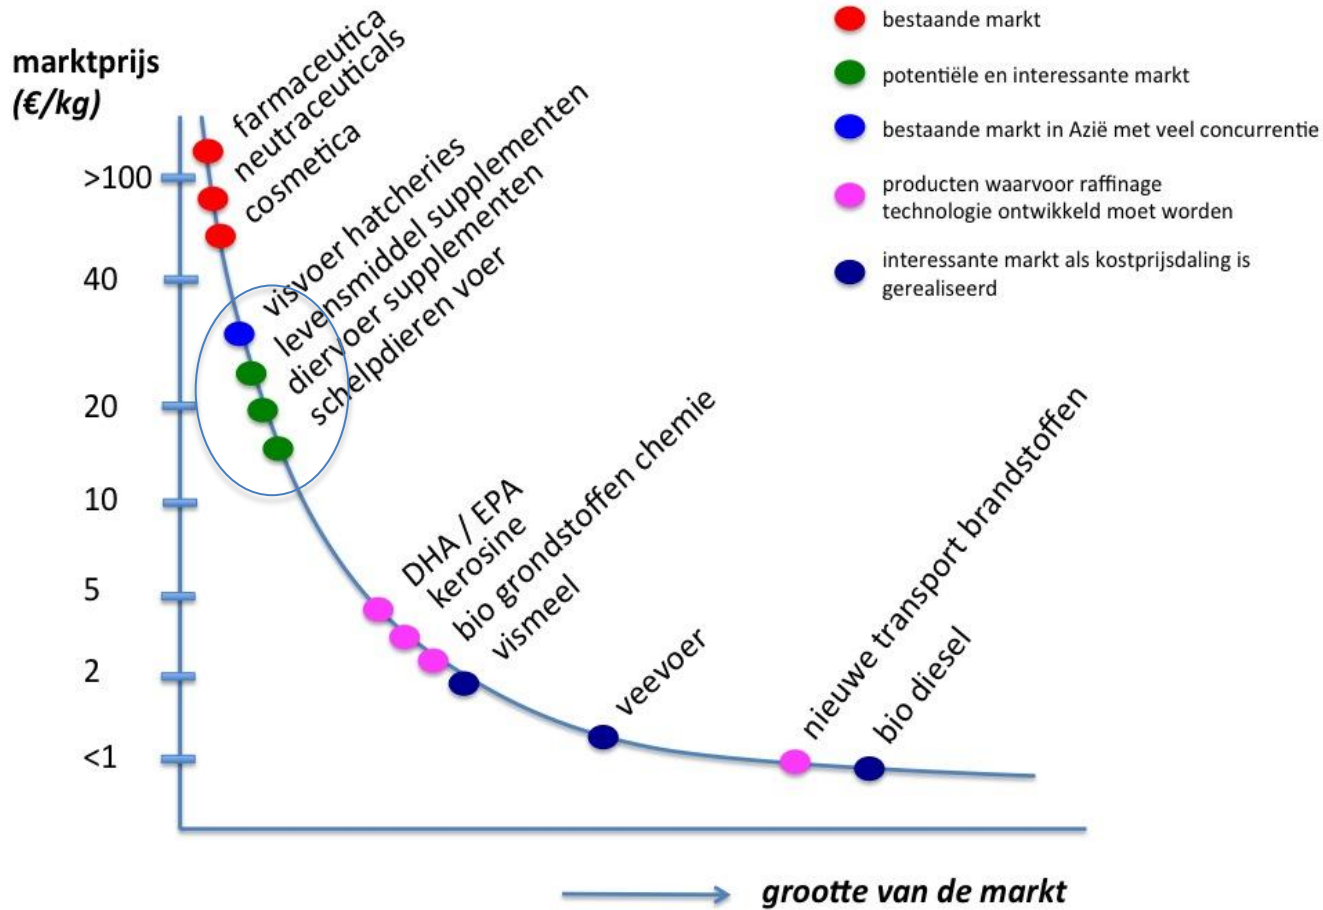 marktprijs
(€/kg)
>100
40
20
10
5
2
<1
farmaceutica
neutraceuticals
cosmetica
visvoer hatcheries
levensmiddel supplementen
diervoer supplementen
schelpdieren voer
DHA / EPA
kerosine
bio grondstoffen chemie
vismeel
veevoer
nieuwe transport brandstoffen
bio diesel
grootte van de markt
bestaande markt
potentiële en interessante markt
bestaande markt in Azië met veel concurrentie
producten waarvoor raffinage
technologie ontwikkeld moet worden
interessante markt als kostprijsdaling is
gerealiseerd